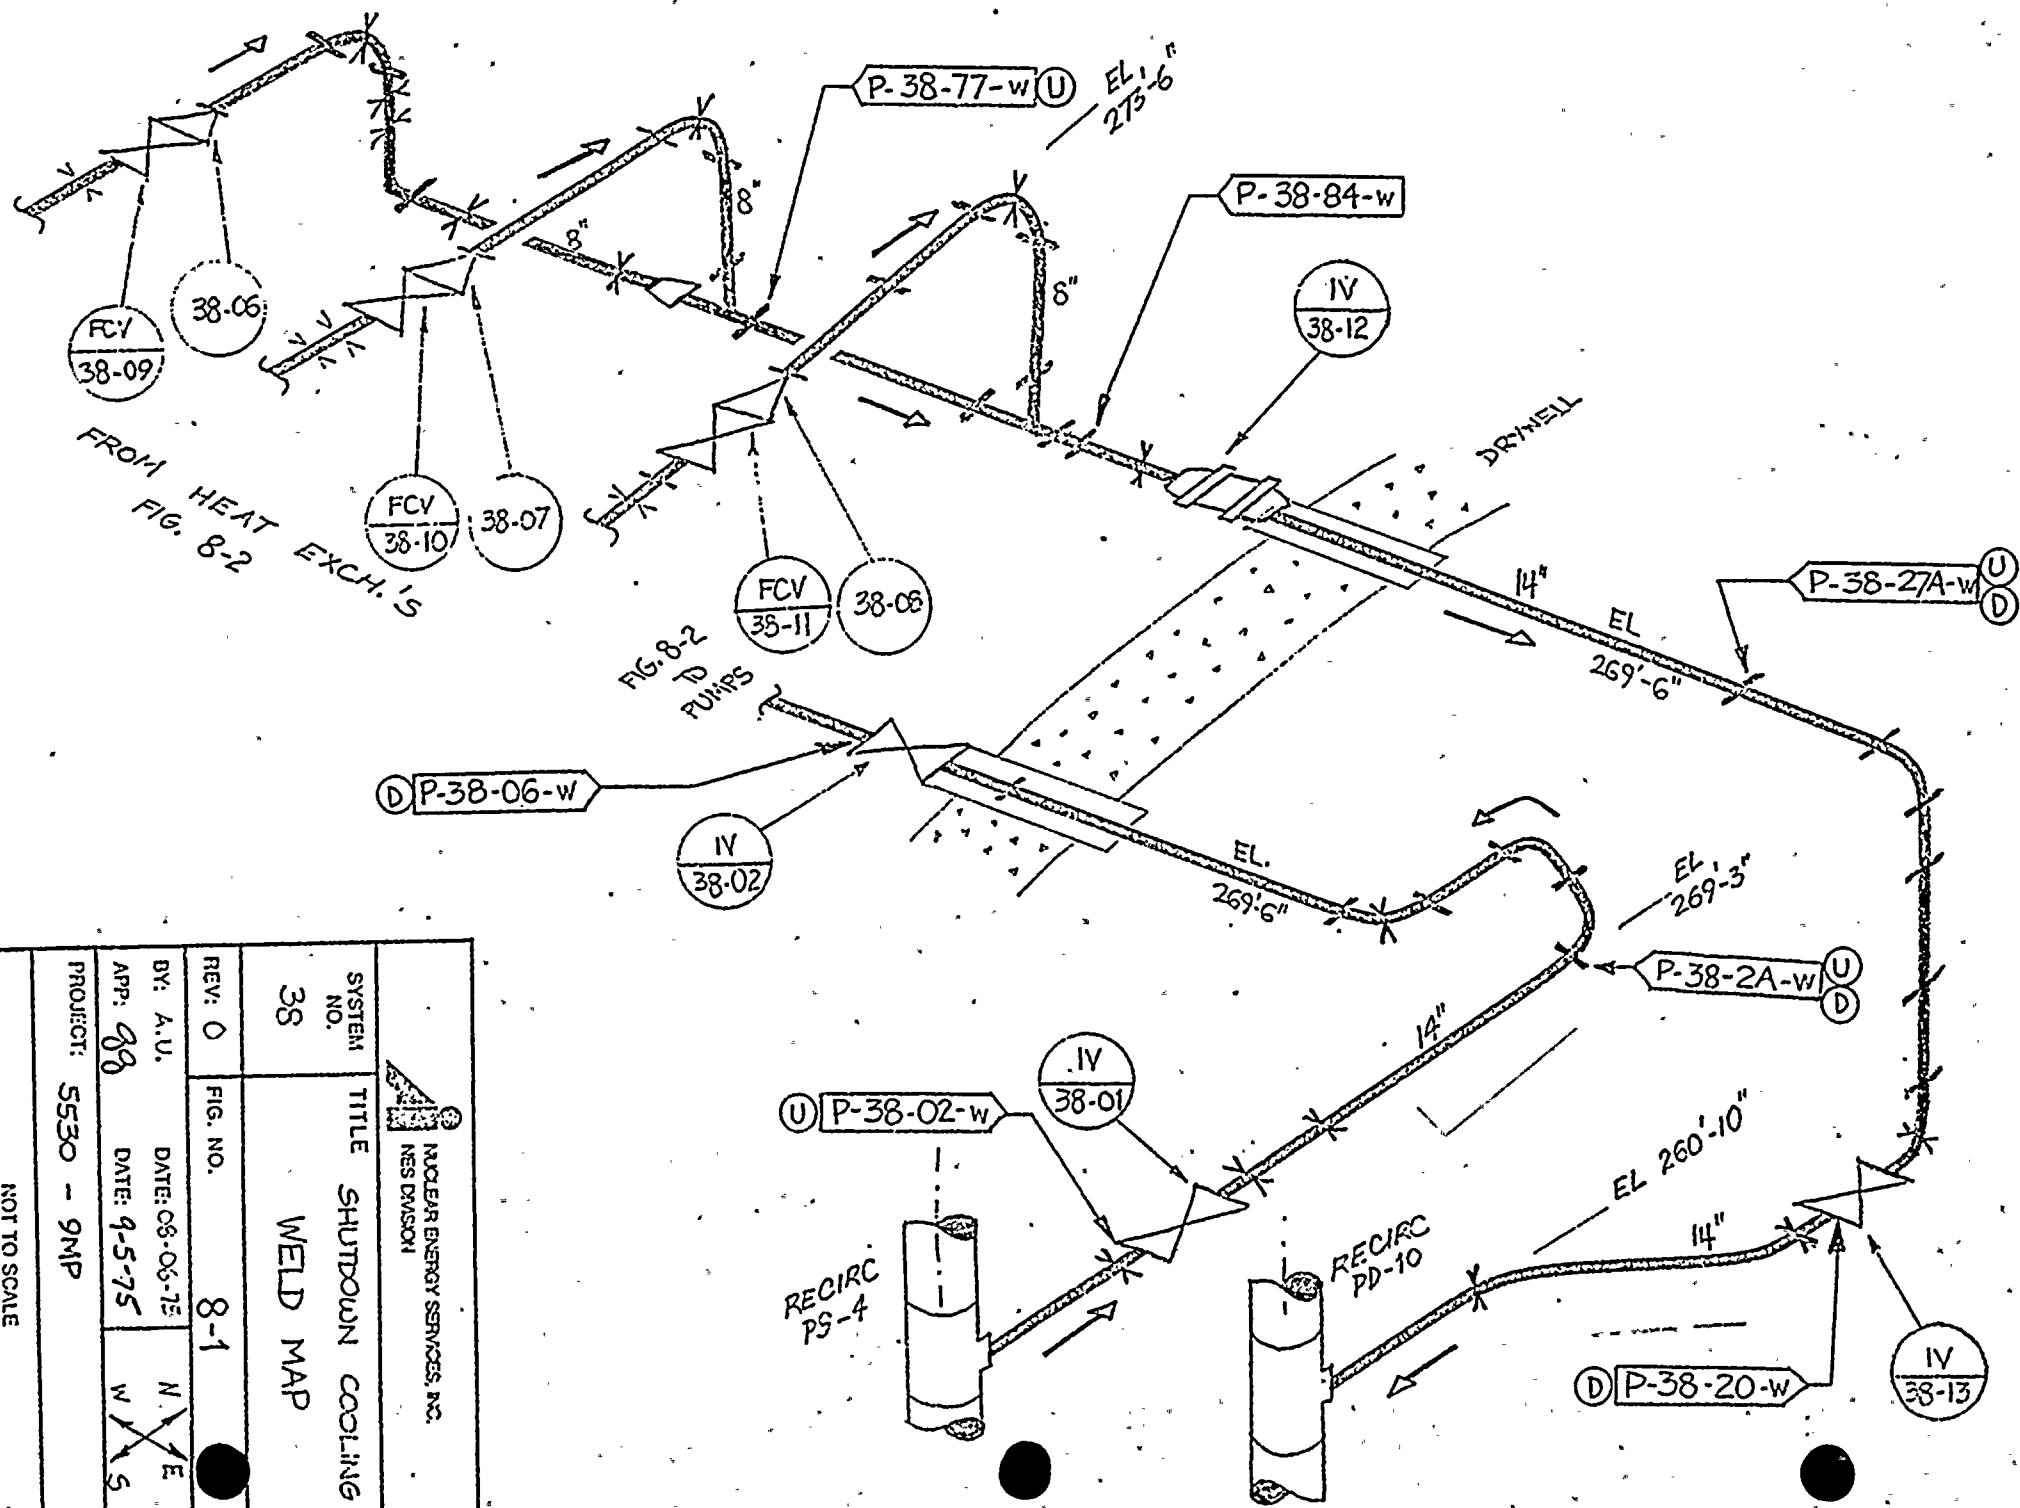 P-38-77-W U
EL.
275'-6"
P-38-84-W
8"
8"
8"
IV
38-12
38-06
FCV
38-09
FROM HEAT EXCH.'S
FIG. 8-2
FCV
38-10
38-07
FCV
38-11
38-08
DRYWELL
14"
EL
269'-6"
P-38-27A-W U
D
FIG. 8-2
TO
PUMPS
D P-38-06-W
IV
38-02
EL.
269'-6"
EL
269'-3"
P-38-2A-W U
D
14"
IV
38-01
U P-38-02-W
EL 260'-10"
14"
RECIRC
PS-4
RECIRC
PD-10
D P-38-20-W
IV
38-13
NUCLEAR ENERGY SERVICES, INC.
NES DIVISION
SYSTEM
NO.
38
TITLE SHUTDOWN COOLING
WELD MAP
REV: 0
FIG. NO. 8-1
BY: A.U.
DATE: 08-06-75
APP:
DATE: 9-5-75
N
E
W
S
PROJECT: 5530 - 9MP
NOT TO SCALE